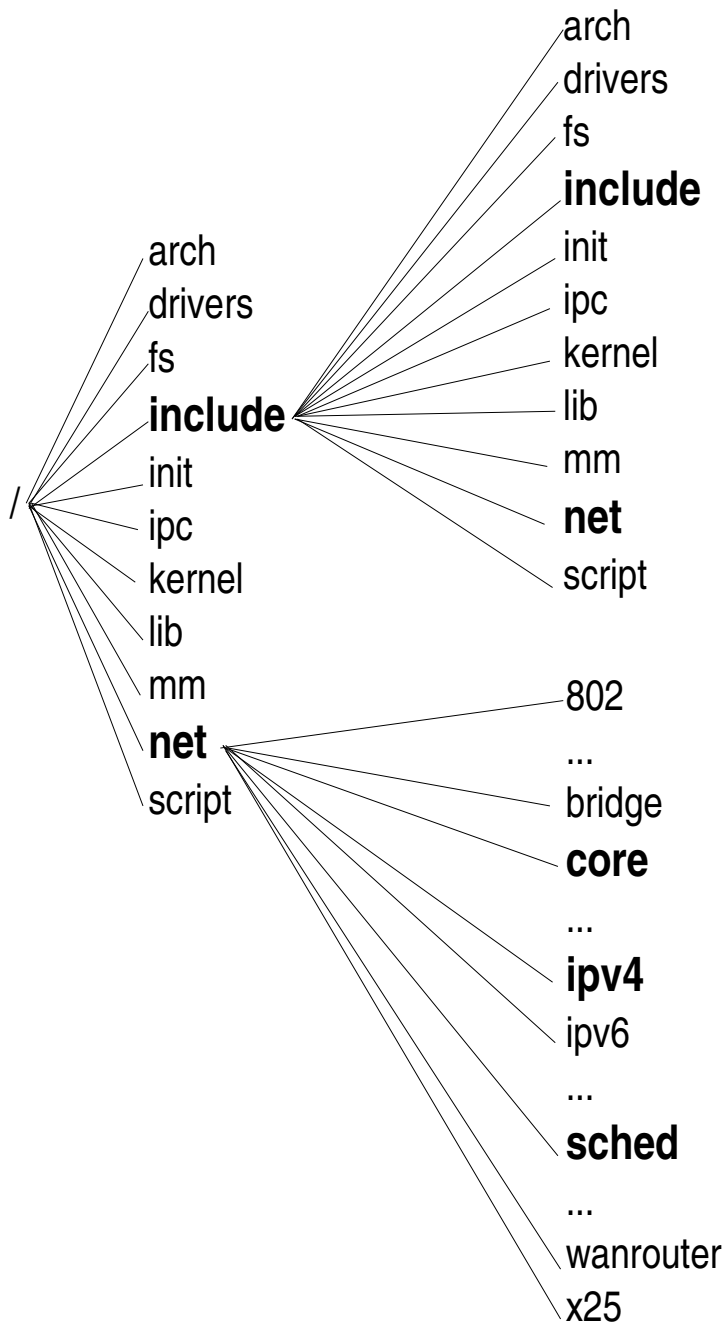 /
arch
drivers
fs
include
init
ipc
kernel
lib
mm
net
script
arch
drivers
fs
include
init
ipc
kernel
lib
mm
net
script
802
...
bridge
core
...
ipv4
ipv6
...
sched
...
wanrouter
x25